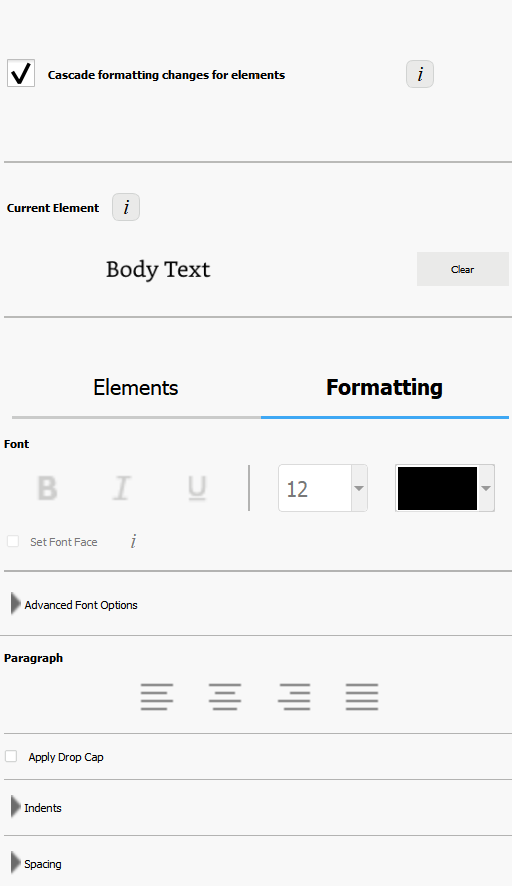 Cascade formatting changes for elements i
Current Element i
Body Text Clear
Elements Formatting
Font
B I U 12
Set Font Face i
Advanced Font Options
Paragraph
Apply Drop Cap
Indents
Spacing